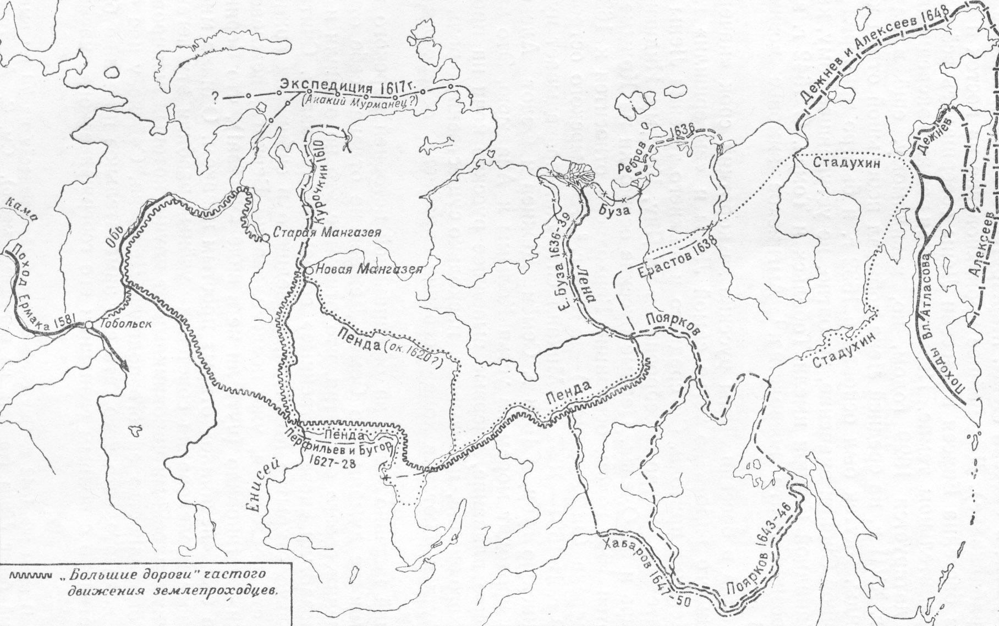 Дежнев и Алексеев 1648
Экспедиция 1617 г.
(Акакий Мурманец?)
?
Курочкин 1610
Ребров
1636
Дежнев
Стадухин
Кама
Обь
Буза
Старая Мангазея
Е. Буза 1636-39
Лена
Ерастов 1638
Алексеев
Поход Ермака 1581
Новая Мангазея
Тобольск
Пенда (ок. 1620?)
Поярков
Стадухин
Походы Вл. Атласова
Пенда
Пенда
Перфильев и Бугор
1627-28
Енисей
Хабаров 1647-50
Поярков 1643-46
„Большие дороги" частого
движения землепроходцев.